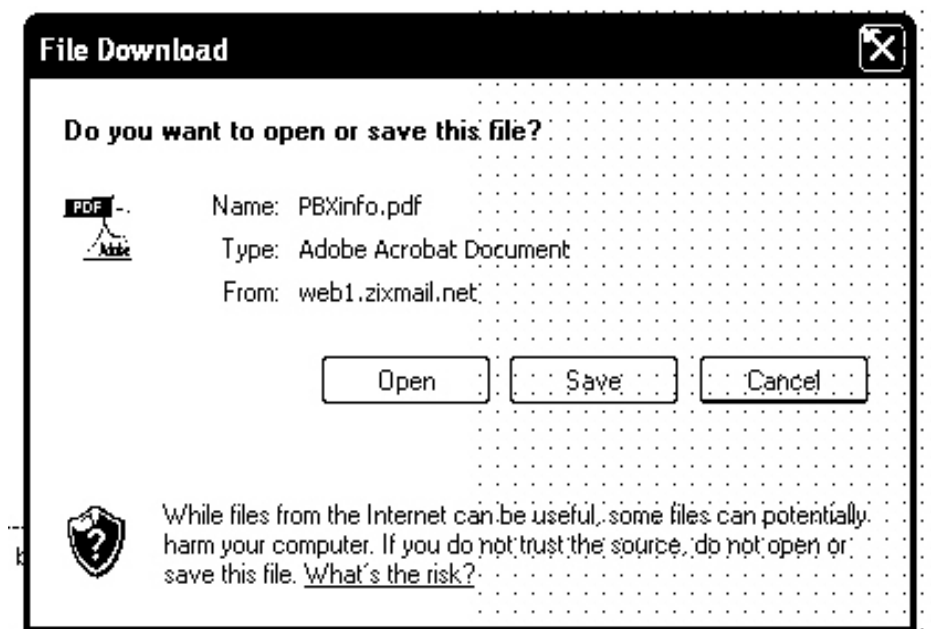 File Download
Do you want to open or save this file?
PDF
Adobe
Name: PBXinfo.pdf
Type: Adobe Acrobat Document
From: web1.zixmail.net
Open Save Cancel
While files from the Internet can be useful, some files can potentially
harm your computer. If you do not trust the source, do not open or
save this file. What's the risk?